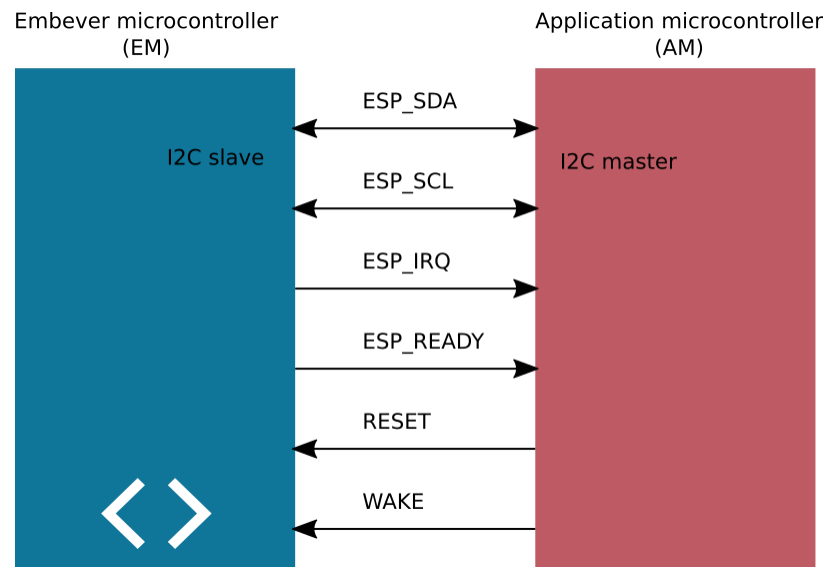 Embever microcontroller
(EM)
Application microcontroller
(AM)
ESP_SDA
I2C slave
I2C master
ESP_SCL
ESP_IRQ
ESP_READY
RESET
WAKE